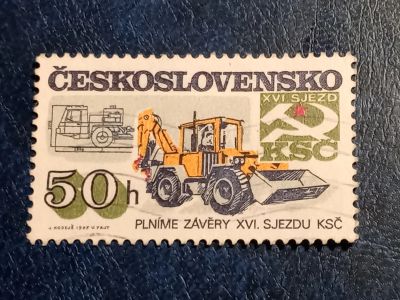 ČESKOSLOVENSKO
XVI. SJEZD
KSČ
50h
PLNÍME ZÁVĚRY XVI. SJEZDU KSČ